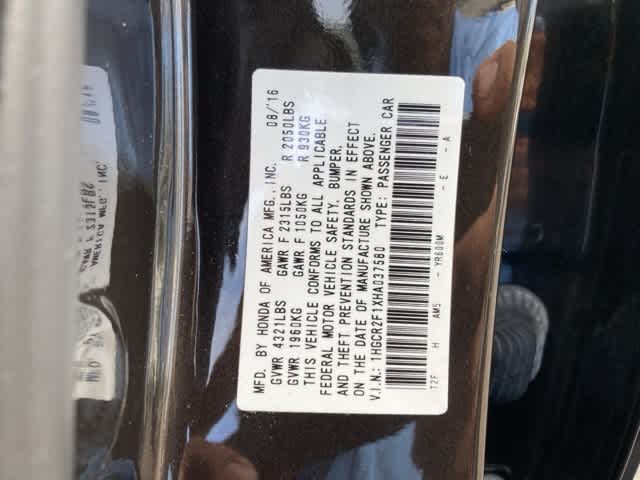 MFD. BY HONDA OF AMERICA MFG., INC. 08/'16
GVWR 4321LBS GAWR F 2315LBS R 2050LBS
GVWR 1960KG GAWR F 1050KG R 930KG
THIS VEHICLE CONFORMS TO ALL APPLICABLE
FEDERAL MOTOR VEHICLE SAFETY, BUMPER,
AND THEFT PREVENTION STANDARDS IN EFFECT
ON THE DATE OF MANUFACTURE SHOWN ABOVE.
V.I.N.: 1HGCR2F1XHA037580 TYPE: PASSENGER CAR
T2F H AM5 - YR600M - E - A